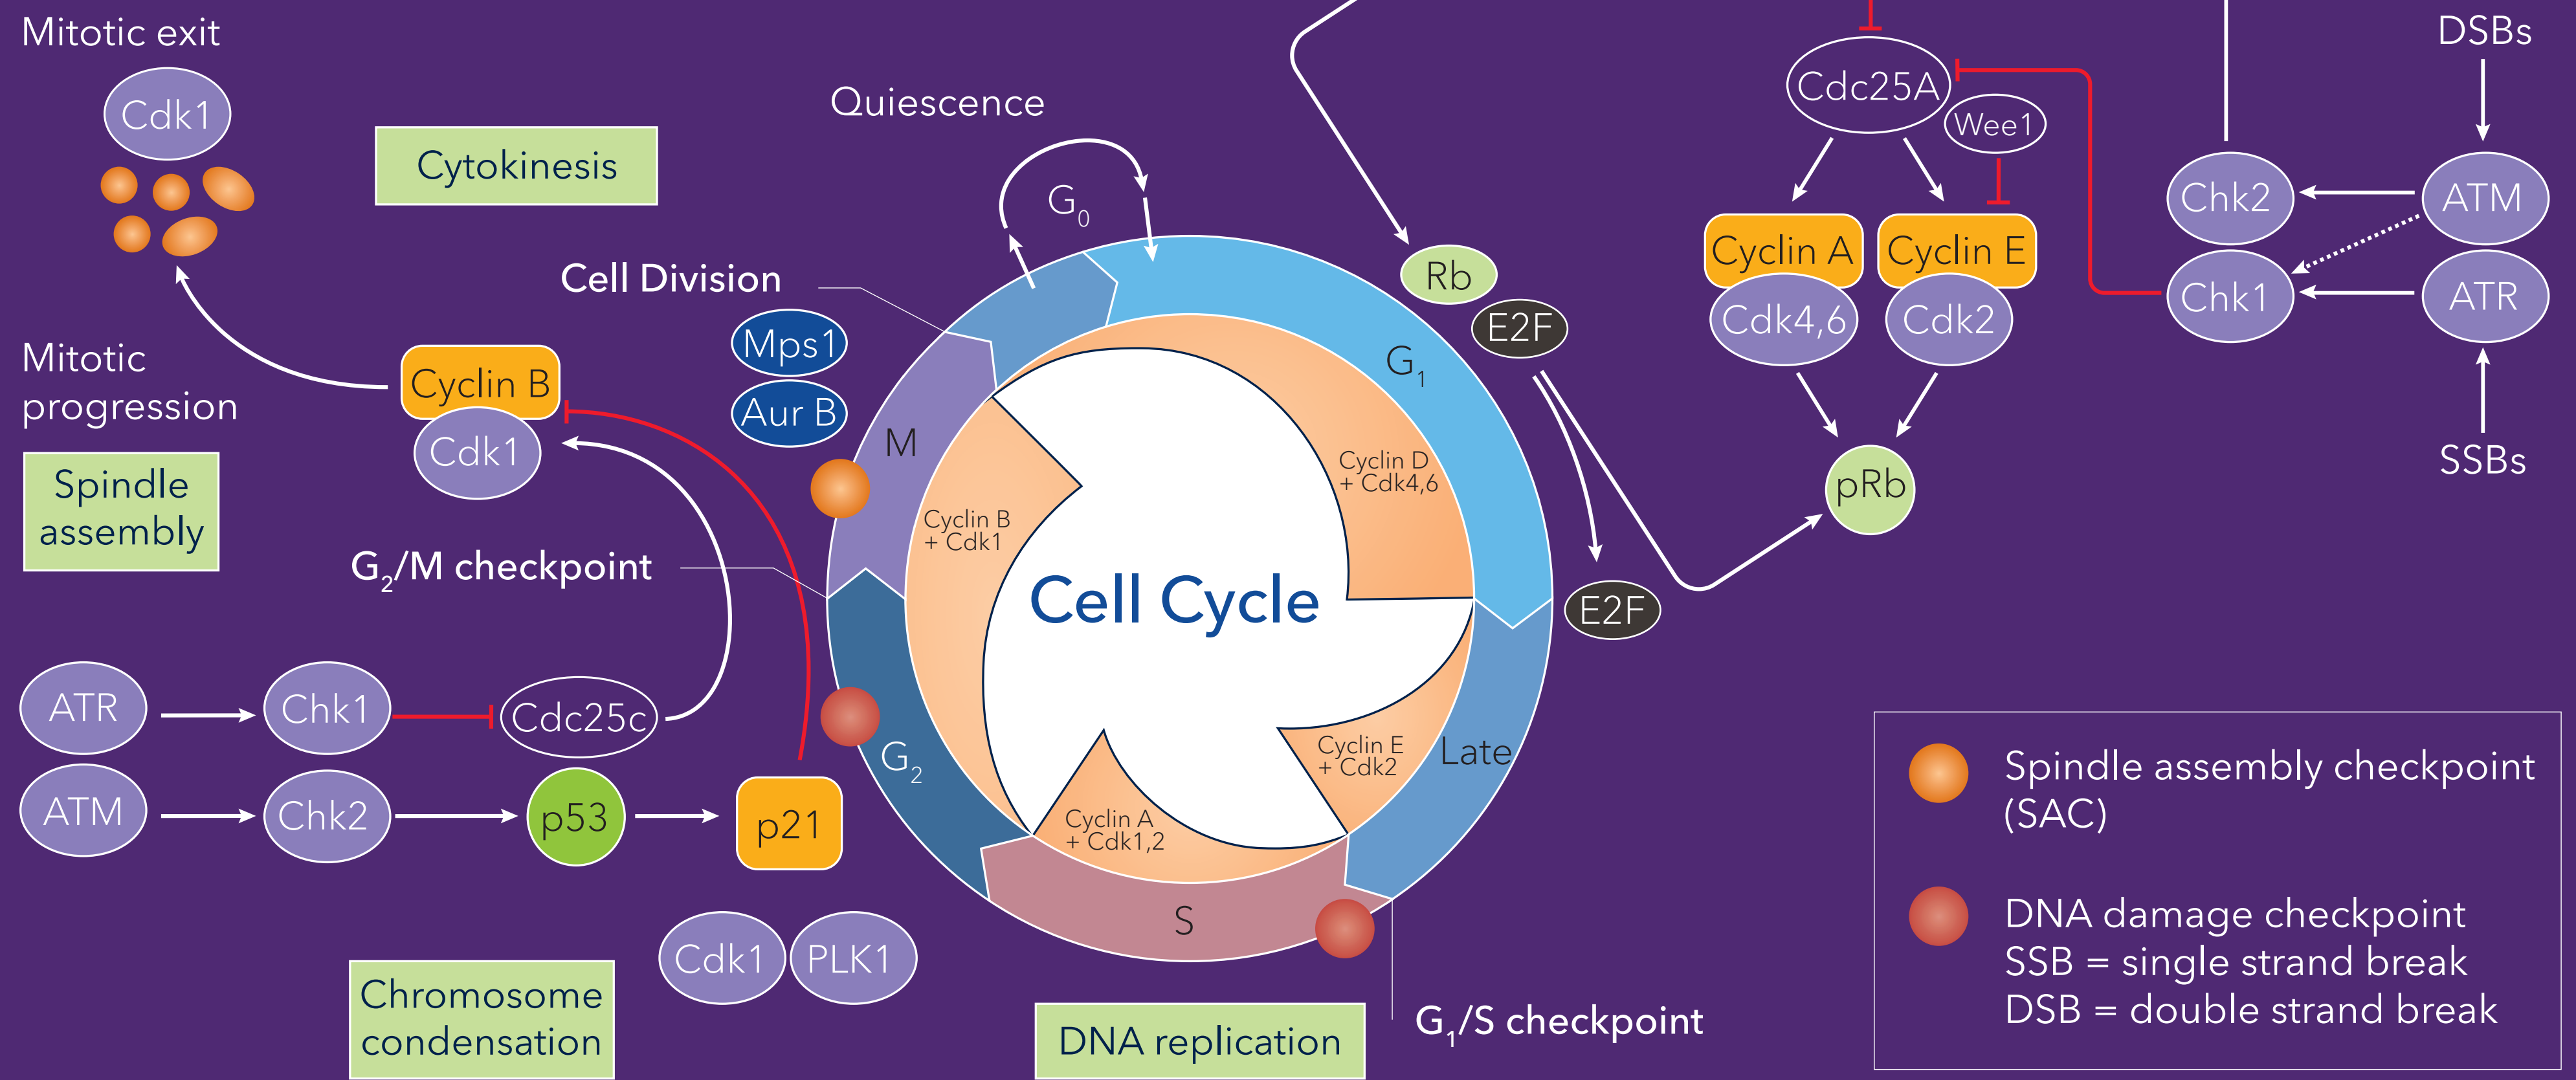 Mitotic exit
Cdk1
Cytokinesis
Quiescence
G₀
Cell Division
Mps1
Aur B
Mitotic
progression
Cyclin B
Cdk1
Spindle
assembly
G₂/M checkpoint
ATR
Chk1
Cdc25c
ATM
Chk2
p53
p21
Cdk1
PLK1
Chromosome
condensation
M
G₁
Cyclin D
+ Cdk4,6
Cyclin B
+ Cdk1
Cell Cycle
G₂
Cyclin E
+ Cdk2
Late
Cyclin A
+ Cdk1,2
S
DNA replication
G₁/S checkpoint
Rb
E2F
E2F
Cdc25A
Wee1
Cyclin A
Cyclin E
Cdk4,6
Cdk2
pRb
DSBs
Chk2
ATM
Chk1
ATR
SSBs
Spindle assembly checkpoint
(SAC)
DNA damage checkpoint
SSB = single strand break
DSB = double strand break